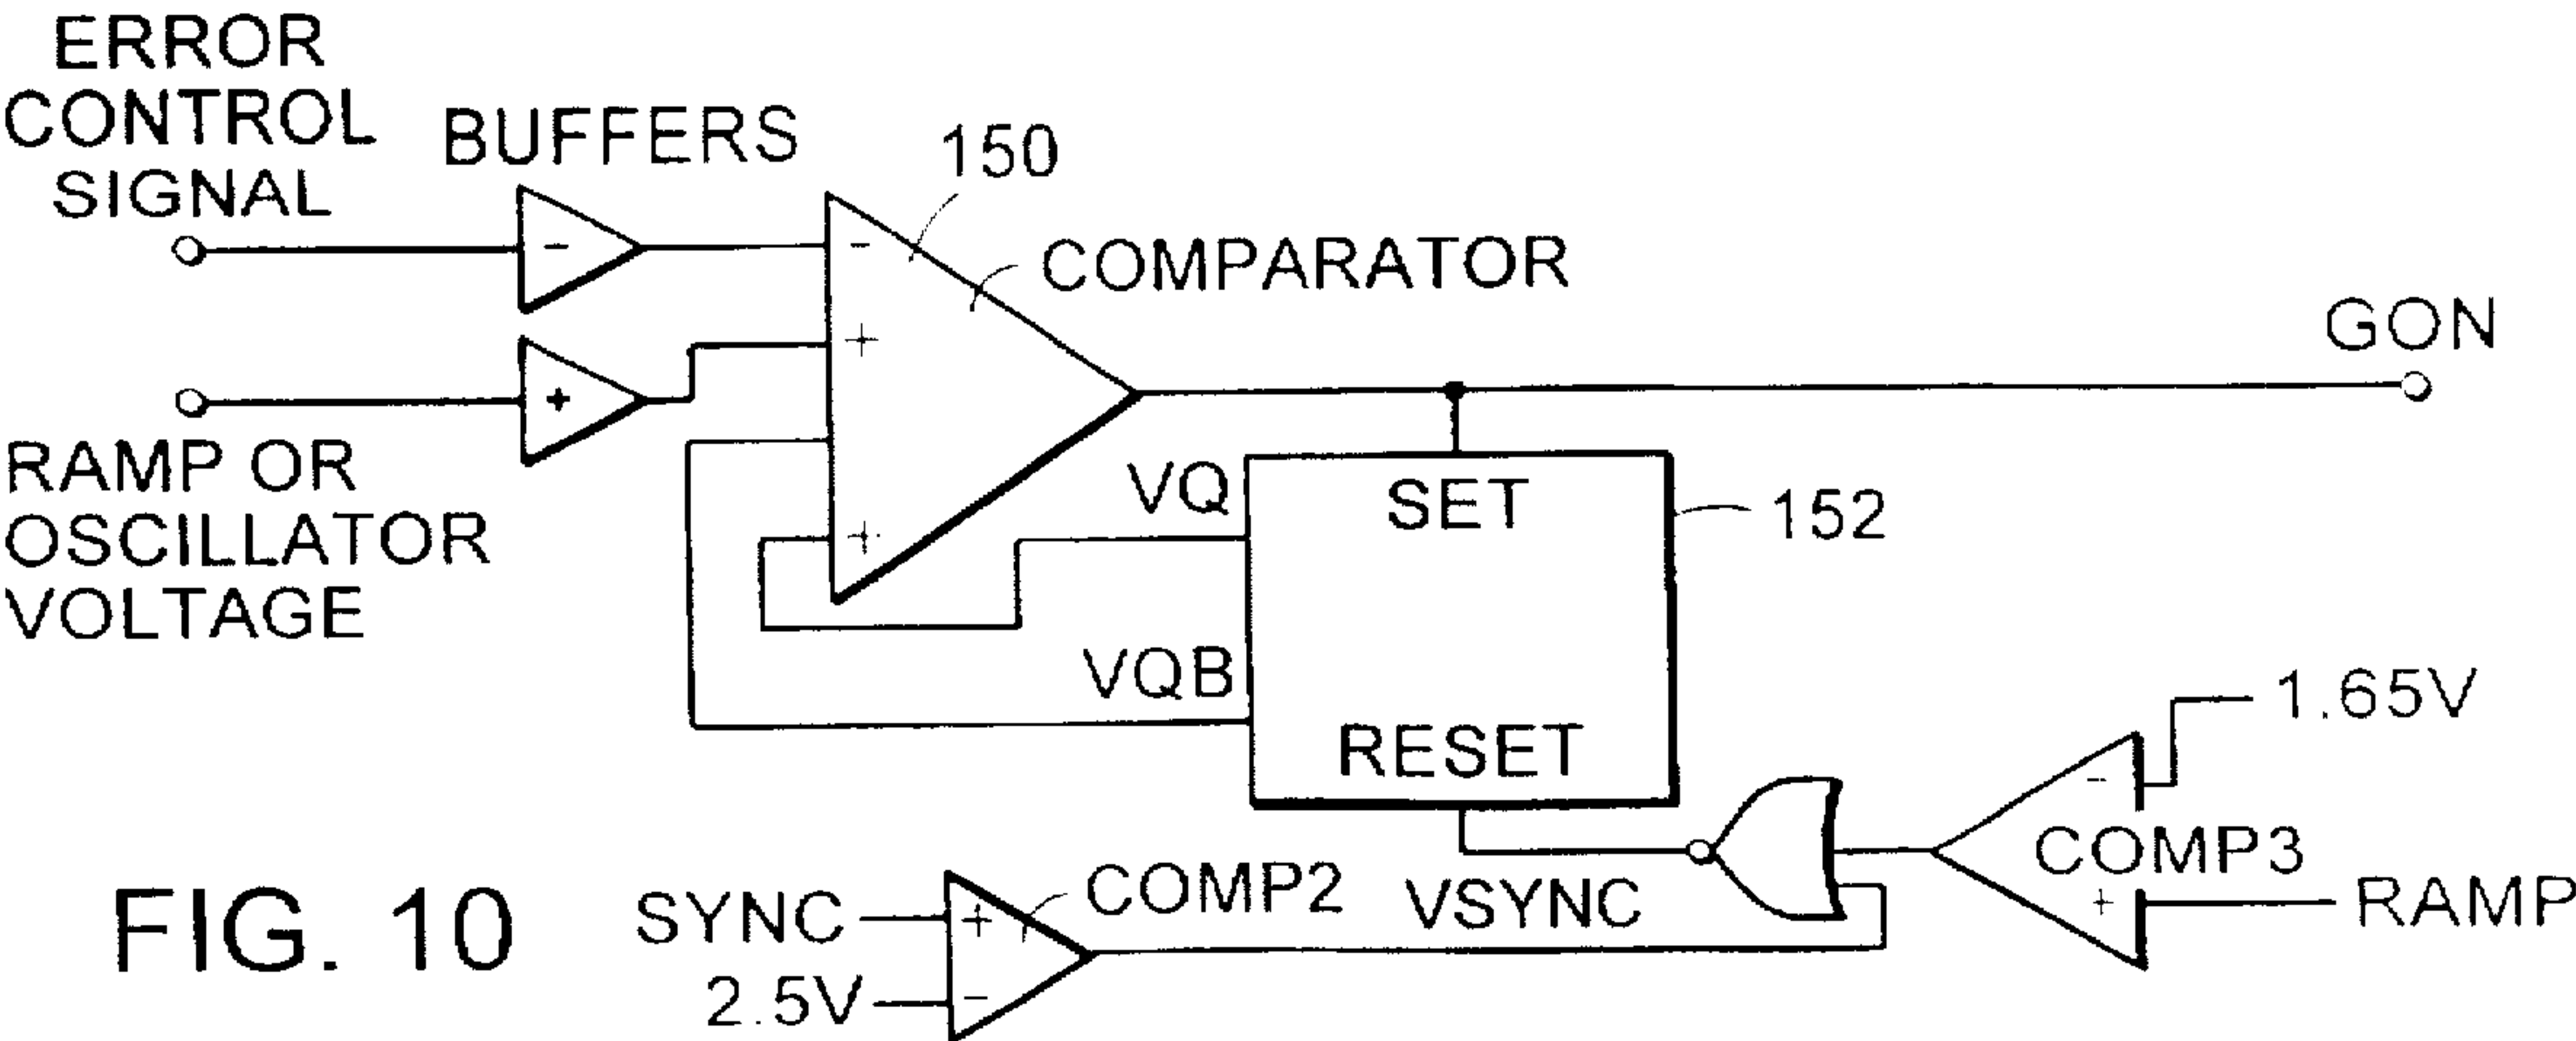 ERROR
CONTROL
SIGNAL
BUFFERS
150
COMPARATOR
GON
-
+
-
+
+
RAMP OR
OSCILLATOR
VOLTAGE
VQ
SET
152
VQB
RESET
1.65V
-
COMP3
+
RAMP
VSYNC
COMP2
SYNC
+
2.5V
-
FIG. 10